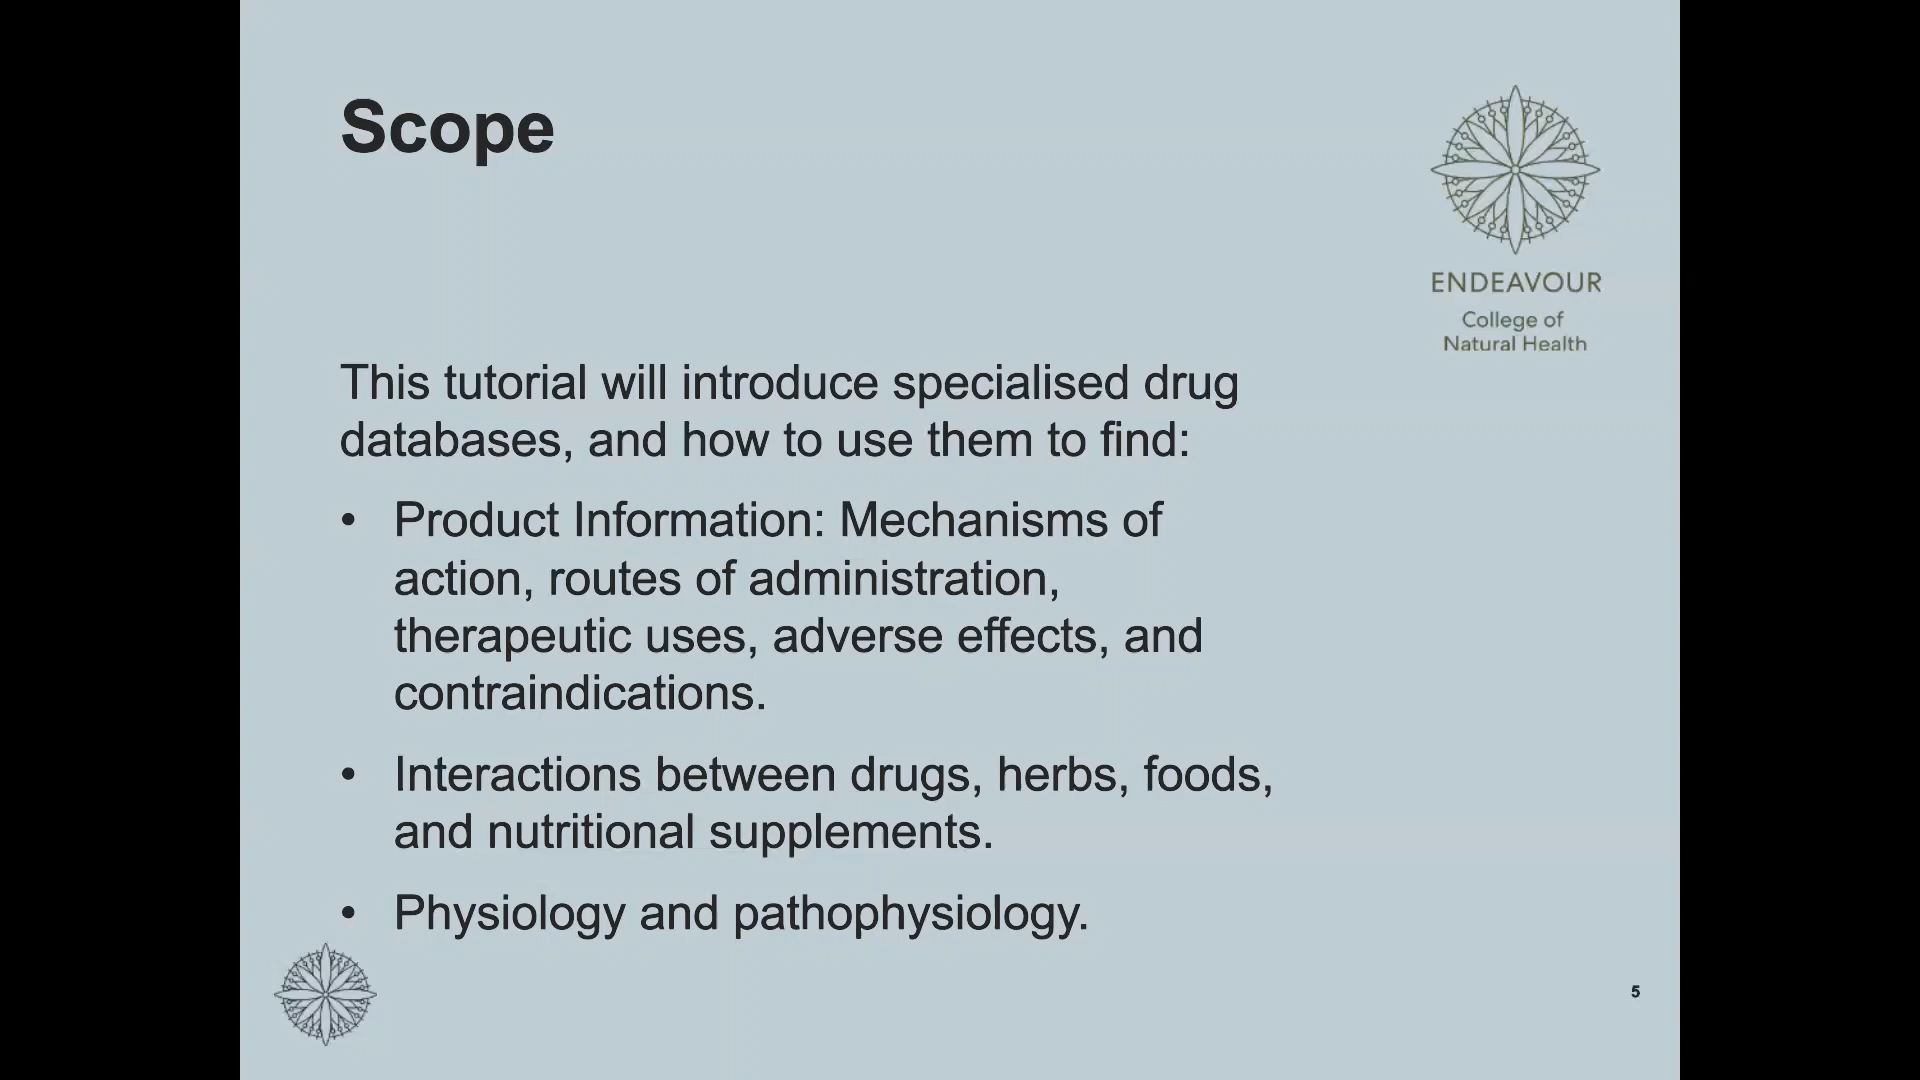 Scope
ENDEAVOUR
College of
Natural Health
This tutorial will introduce specialised drug
databases, and how to use them to find:
• Product Information: Mechanisms of
action, routes of administration,
therapeutic uses, adverse effects, and
contraindications.
• Interactions between drugs, herbs, foods,
and nutritional supplements.
• Physiology and pathophysiology.
5